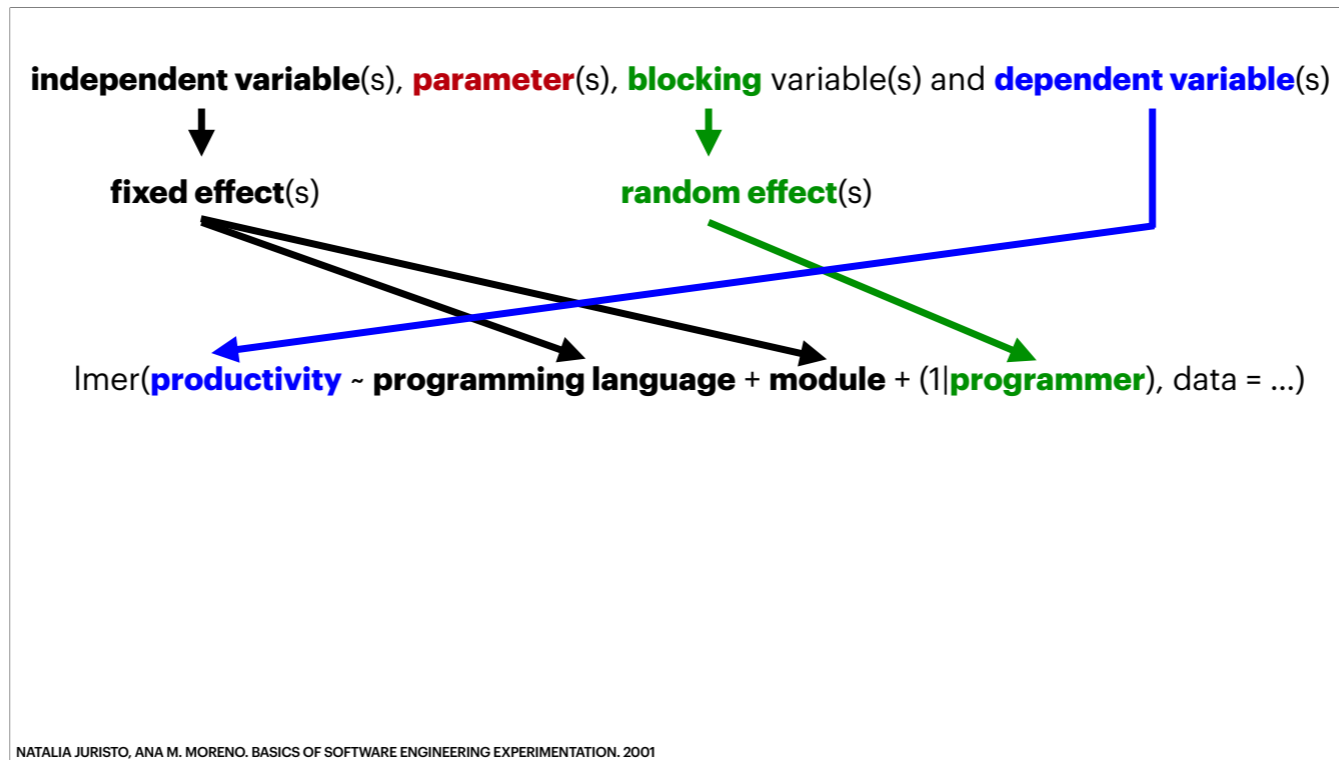 independent variable(s), parameter(s), blocking variable(s) and dependent variable(s)
fixed effect(s) random effect(s)
lmer(productivity ~ programming language + module + (1|programmer), data = ...)
NATALIA JURISTO, ANA M. MORENO. BASICS OF SOFTWARE ENGINEERING EXPERIMENTATION. 2001